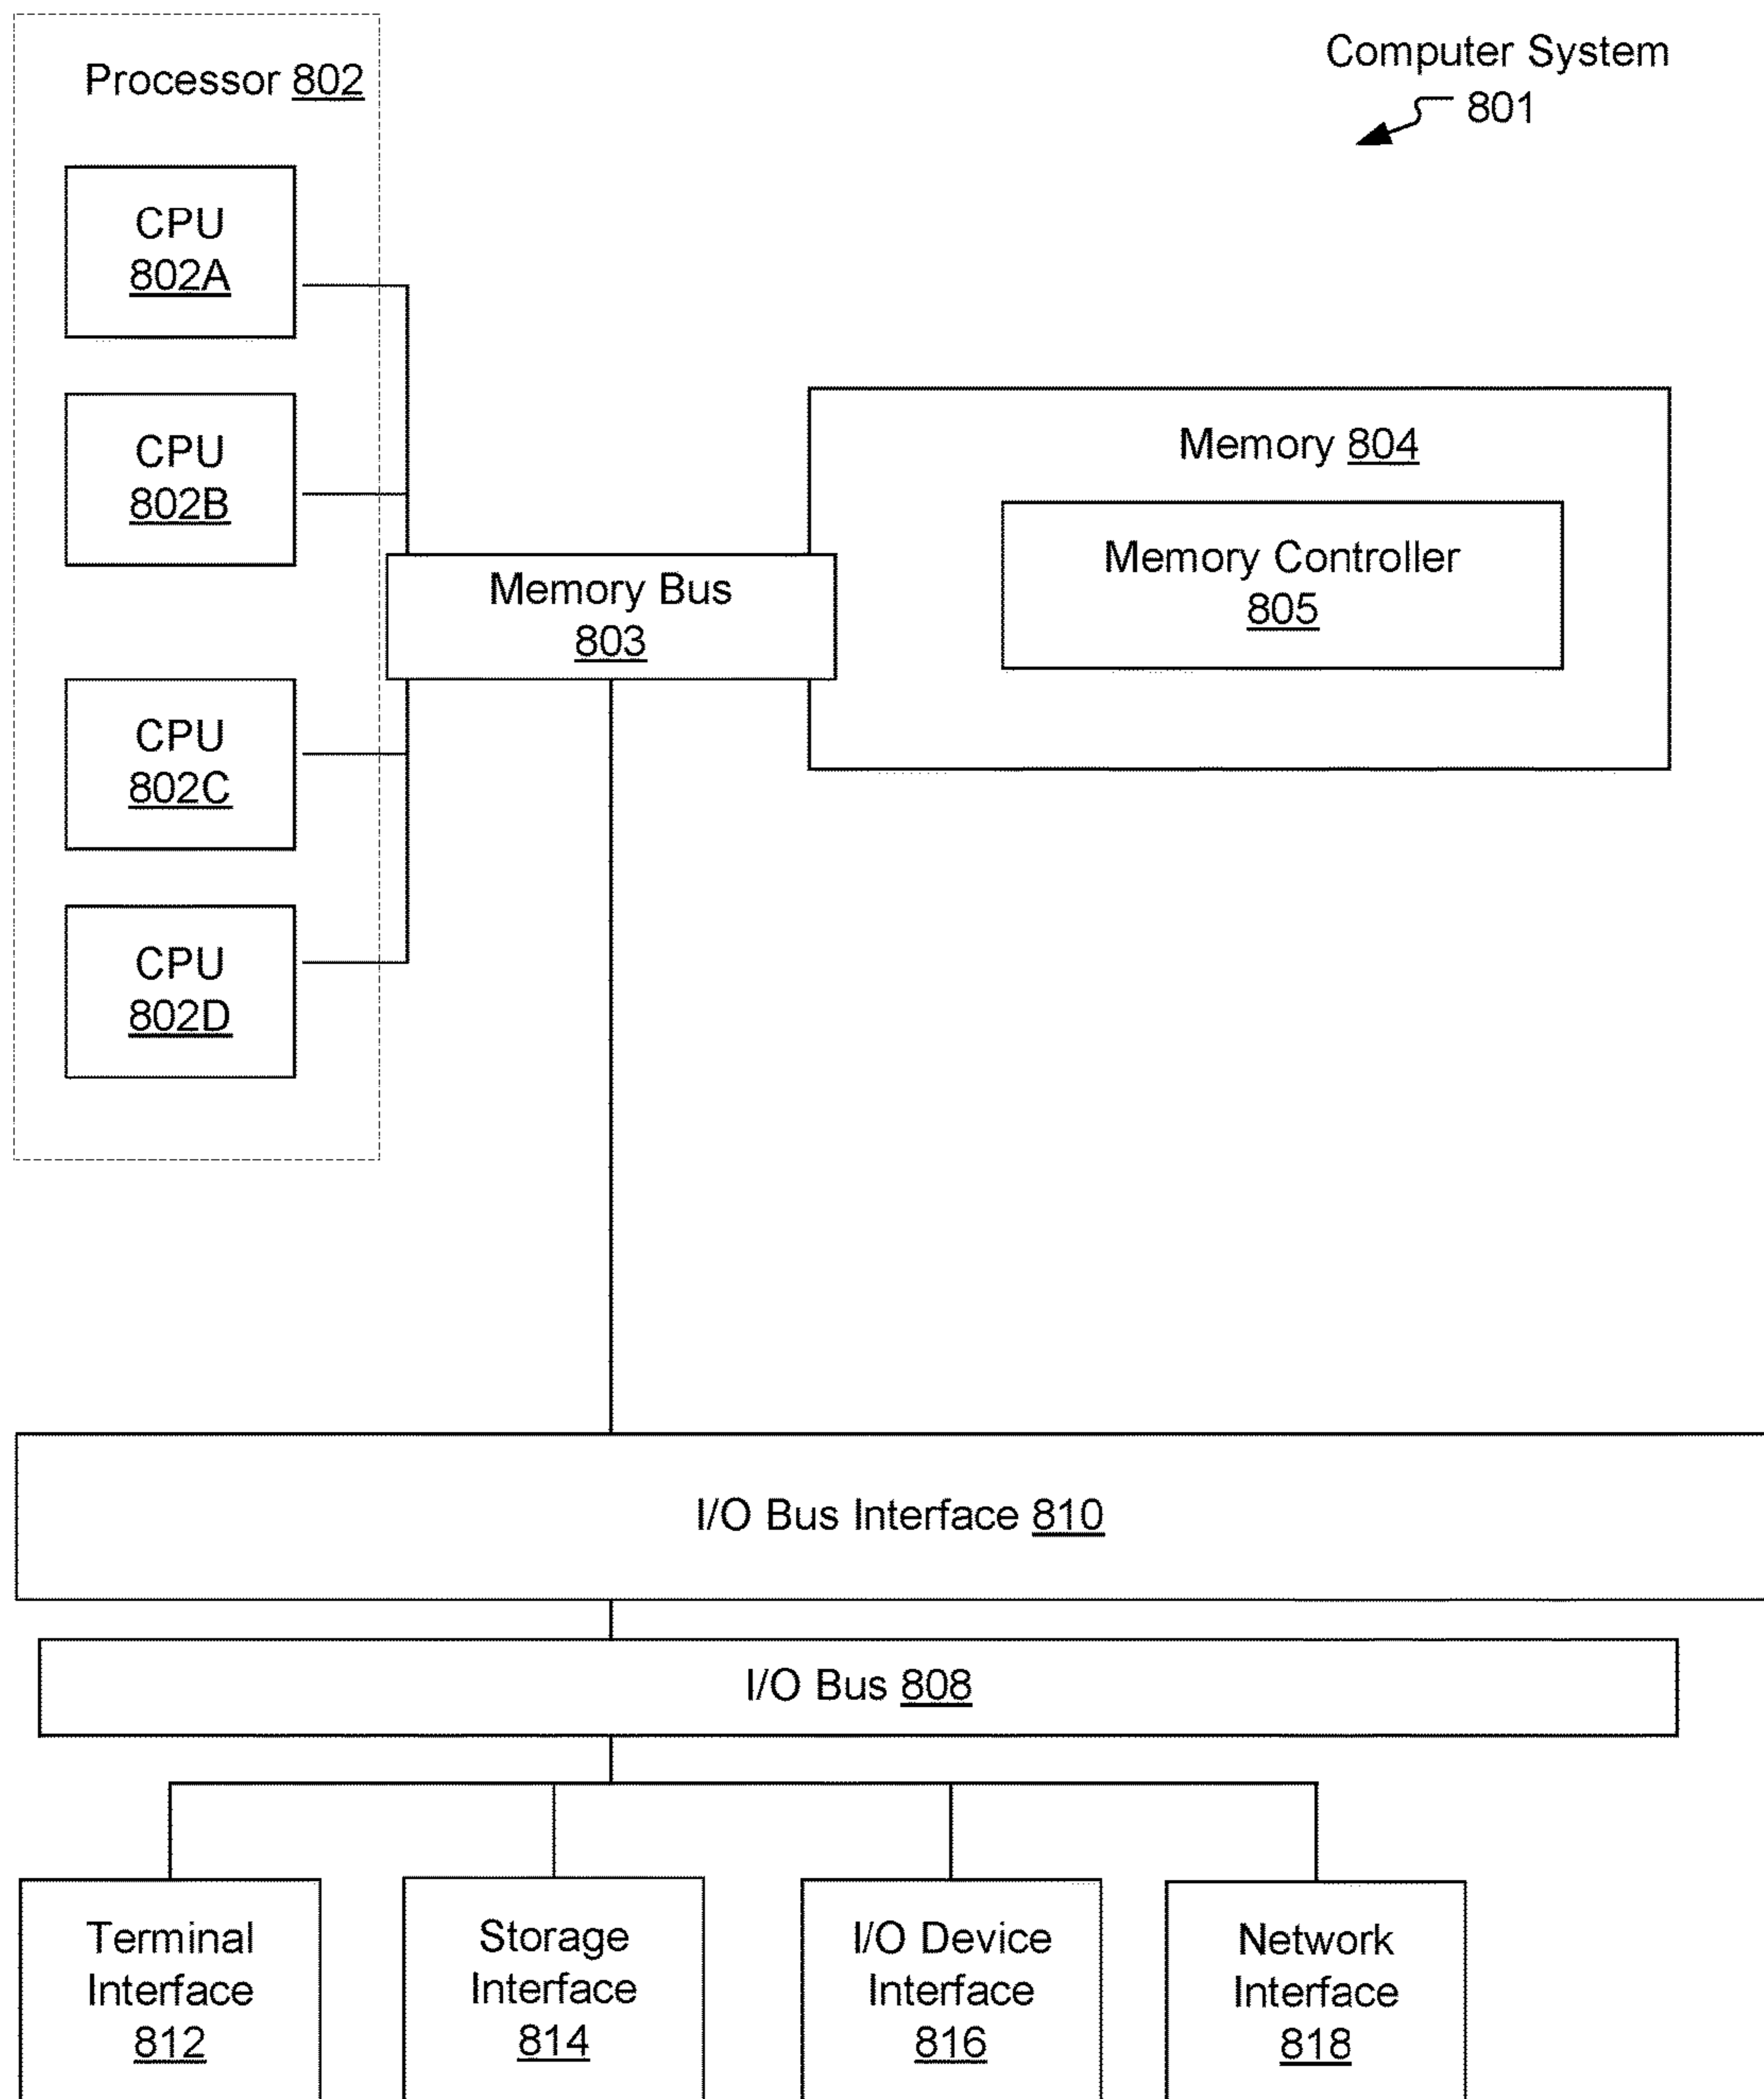 Processor 802
Computer System
801
CPU
802A
CPU
802B
Memory 804
Memory Controller
805
Memory Bus
803
CPU
802C
CPU
802D
I/O Bus Interface 810
I/O Bus 808
Terminal
Interface
812
Storage
Interface
814
I/O Device
Interface
816
Network
Interface
818